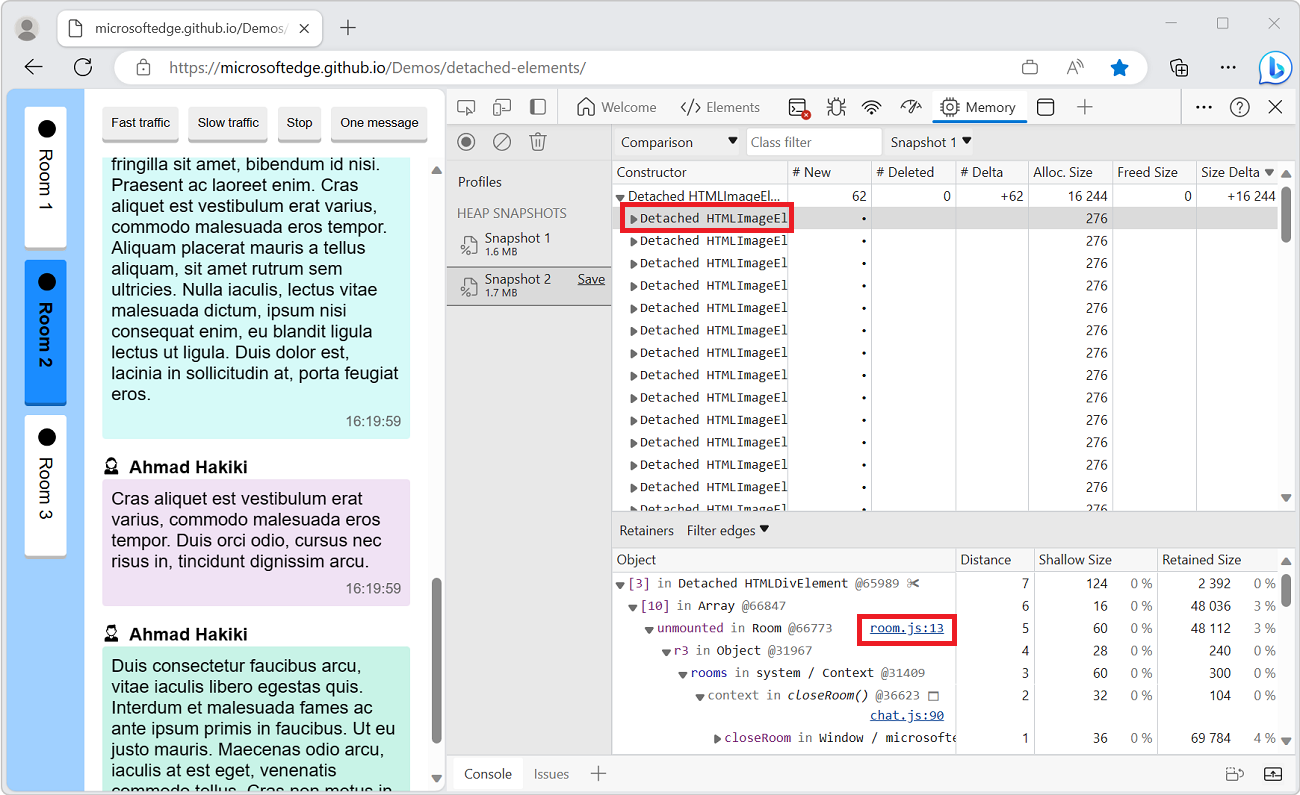 microsoftedge.github.io/Demos/
https://microsoftedge.github.io/Demos/detached-elements/
Room 1
Room 2
Room 3
Fast traffic
Slow traffic
Stop
One message
fringilla sit amet, bibendum id nisi.
Praesent ac laoreet enim. Cras
aliquet est vestibulum erat varius,
commodo malesuada eros tempor.
Aliquam placerat mauris a tellus
aliquam, sit amet rutrum sem
ultricies. Nulla iaculis, lectus vitae
malesuada dictum, ipsum nisi
consequat enim, eu blandit ligula
lectus ut ligula. Duis dolor est,
lacinia in sollicitudin at, porta feugiat
eros.
16:19:59
Ahmad Hakiki
Cras aliquet est vestibulum erat
varius, commodo malesuada eros
tempor. Duis orci odio, cursus nec
risus in, tincidunt dignissim arcu.
16:19:59
Ahmad Hakiki
Duis consectetur faucibus arcu,
vitae iaculis libero egestas quis.
Interdum et malesuada fames ac
ante ipsum primis in faucibus. Ut eu
justo mauris. Maecenas odio arcu,
iaculis at est eget, venenatis
commodo tellus. Cras non metus in
Welcome
Elements
Memory
Profiles
HEAP SNAPSHOTS
Snapshot 1
1.6 MB
Snapshot 2 Save
1.7 MB
Comparison
Class filter
Snapshot 1
Constructor # New # Deleted # Delta Alloc. Size Freed Size Size Delta
Detached HTMLImageEl... 62 0 +62 16 244 0 +16 244
Detached HTMLImageEl • 276
Detached HTMLImageEl • 276
Detached HTMLImageEl • 276
Detached HTMLImageEl • 276
Detached HTMLImageEl • 276
Detached HTMLImageEl • 276
Detached HTMLImageEl • 276
Detached HTMLImageEl • 276
Detached HTMLImageEl • 276
Detached HTMLImageEl • 276
Detached HTMLImageEl • 276
Detached HTMLImageEl • 276
Detached HTMLImageEl • 276
Detached HTMLImageEl • 276
Retainers Filter edges
Object Distance Shallow Size Retained Size
[3] in Detached HTMLDivElement @65989 7 124 0 % 2 392 0 %
[10] in Array @66847 6 16 0 % 48 036 3 %
unmounted in Room @66773 room.js:13 5 60 0 % 48 112 3 %
r3 in Object @31967 4 28 0 % 240 0 %
rooms in system / Context @31409 3 60 0 % 300 0 %
context in closeRoom() @36623 2 32 0 % 104 0 %
chat.js:90
closeRoom in Window / microsofte 1 36 0 % 69 784 4 %
Console
Issues